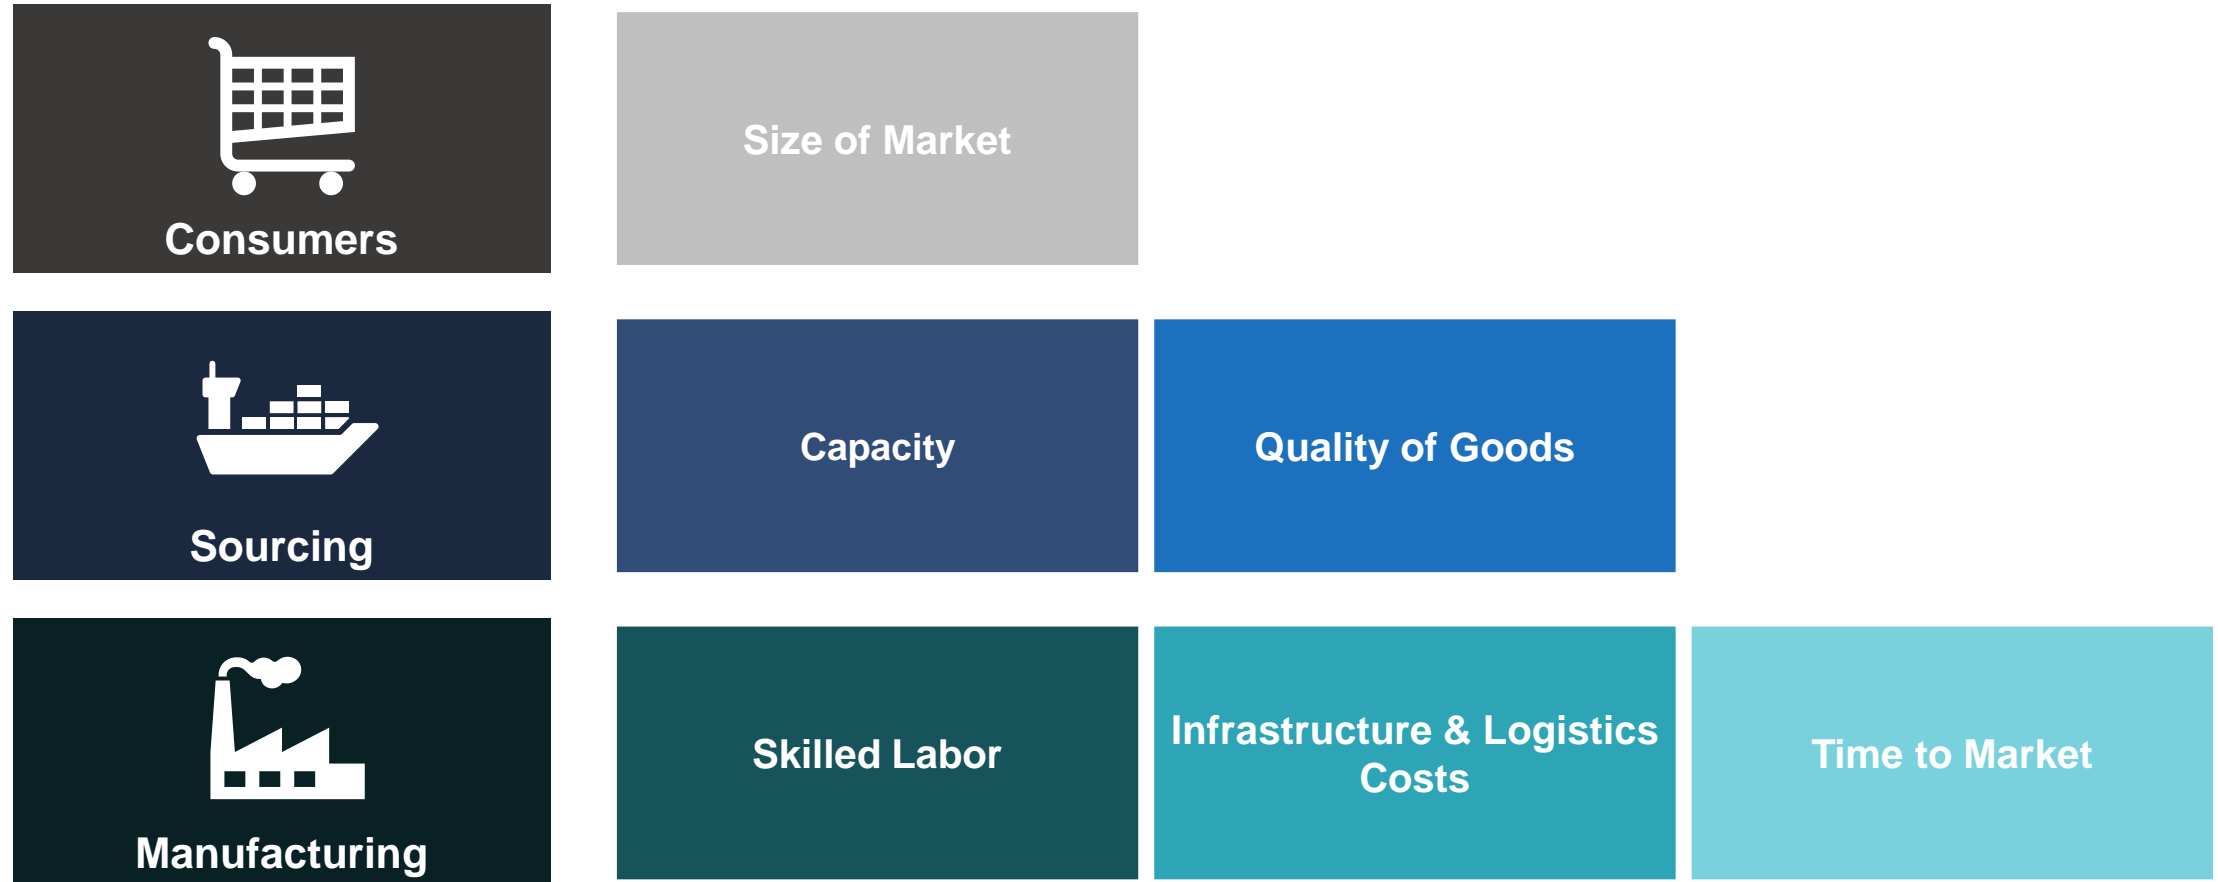 Consumers
Size of Market
Sourcing
Capacity
Quality of Goods
Manufacturing
Skilled Labor
Infrastructure & Logistics
Costs
Time to Market